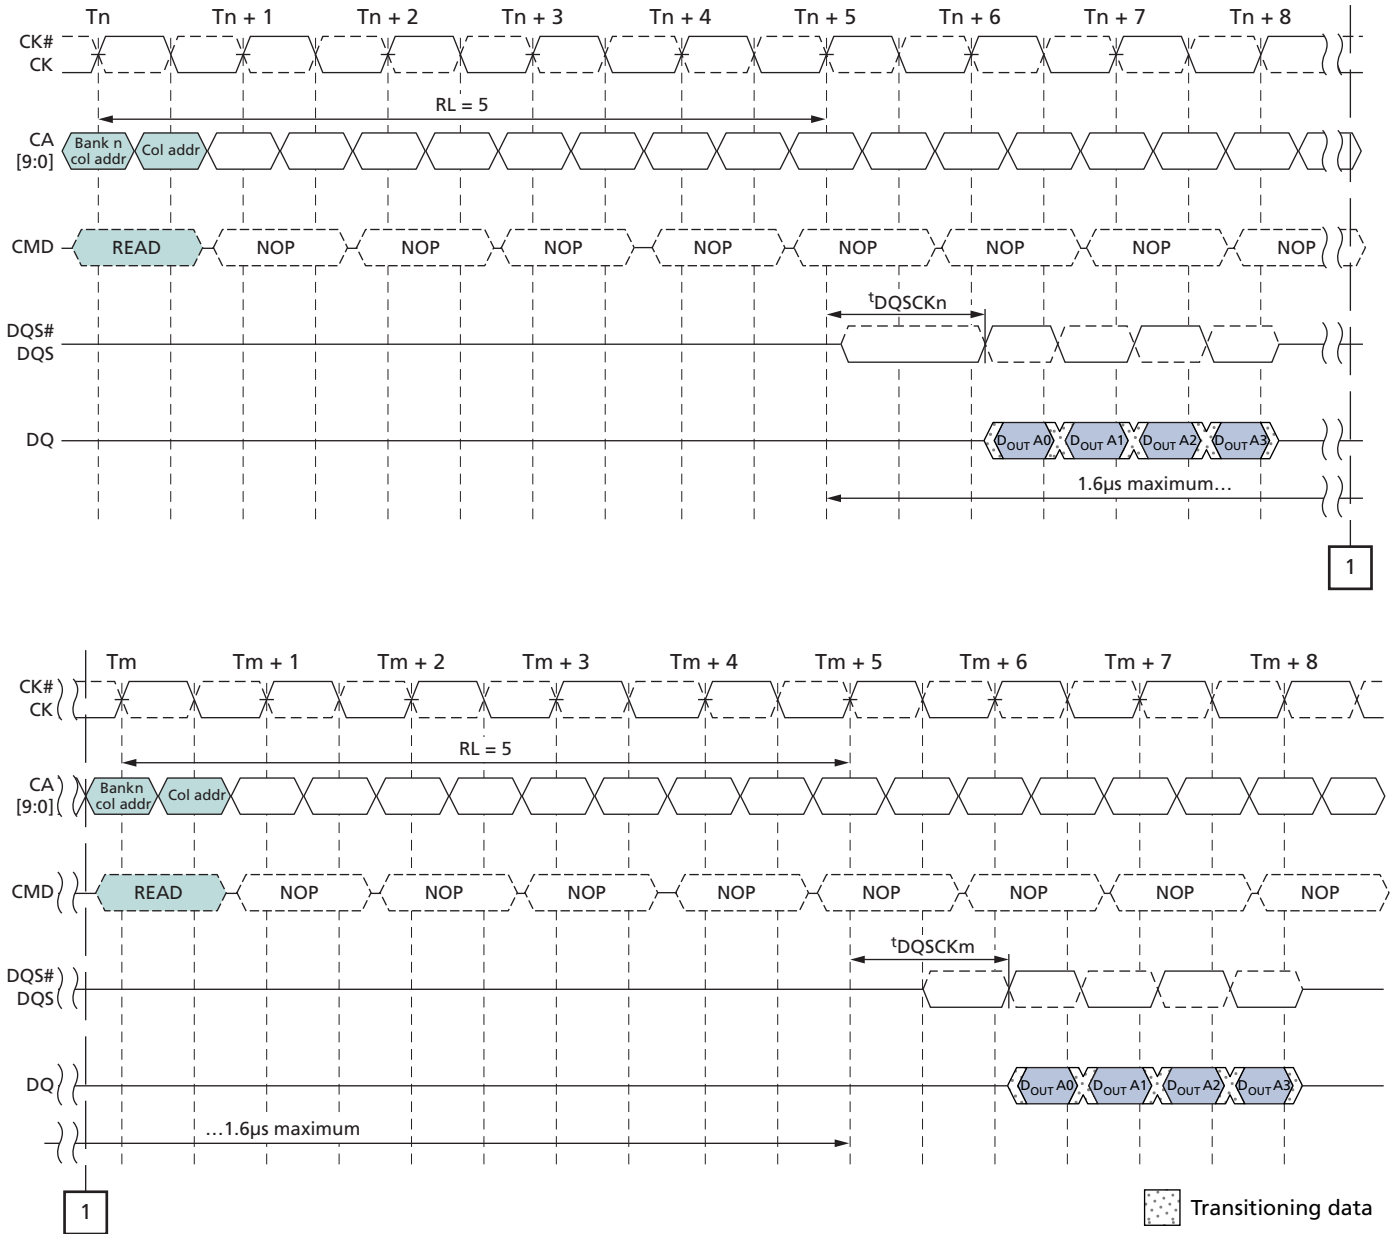 Tn Tn + 1 Tn + 2 Tn + 3 Tn + 4 Tn + 5 Tn + 6 Tn + 7 Tn + 8
CK#
CK
RL = 5
CA
[9:0]
Bank n
col addr
Col addr
CMD READ NOP NOP NOP NOP NOP NOP NOP NOP
tDQSCKn
DQS#
DQS
DQ DOUT A0 DOUT A1 DOUT A2 DOUT A3
1.6µs maximum…
1
Tm Tm + 1 Tm + 2 Tm + 3 Tm + 4 Tm + 5 Tm + 6 Tm + 7 Tm + 8
CK#
CK
RL = 5
CA
[9:0]
Bankn
col addr
Col addr
CMD READ NOP NOP NOP NOP NOP NOP NOP NOP
tDQSCKm
DQS#
DQS
DQ DOUT A0 DOUT A1 DOUT A2 DOUT A3
…1.6µs maximum
1
Transitioning data